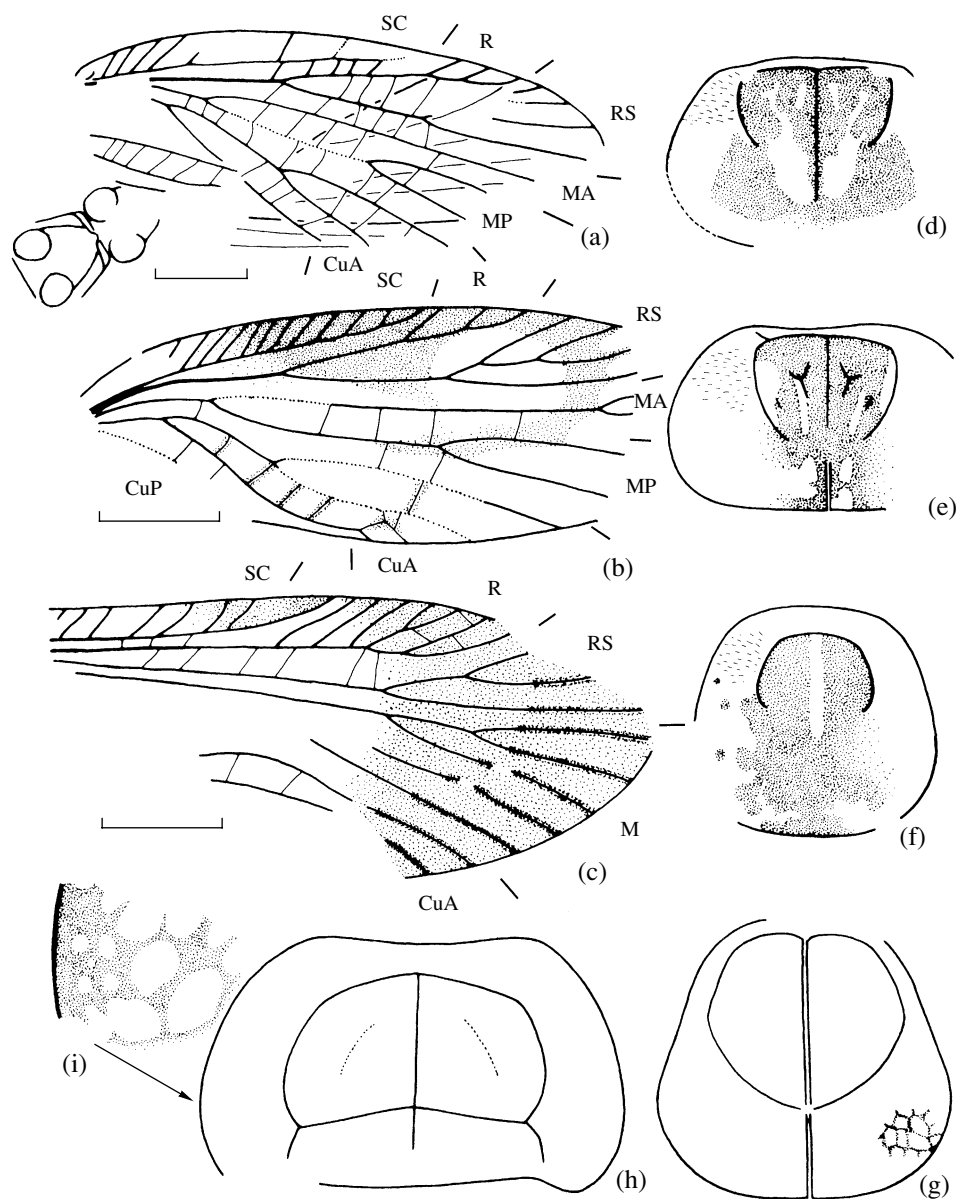 SC
R
RS
MA
MP
CuA
(a)
(d)
SC
R
RS
MA
MP
CuP
CuA
(b)
(e)
SC
R
RS
M
CuA
(c)
(f)
(i)
(h)
(g)